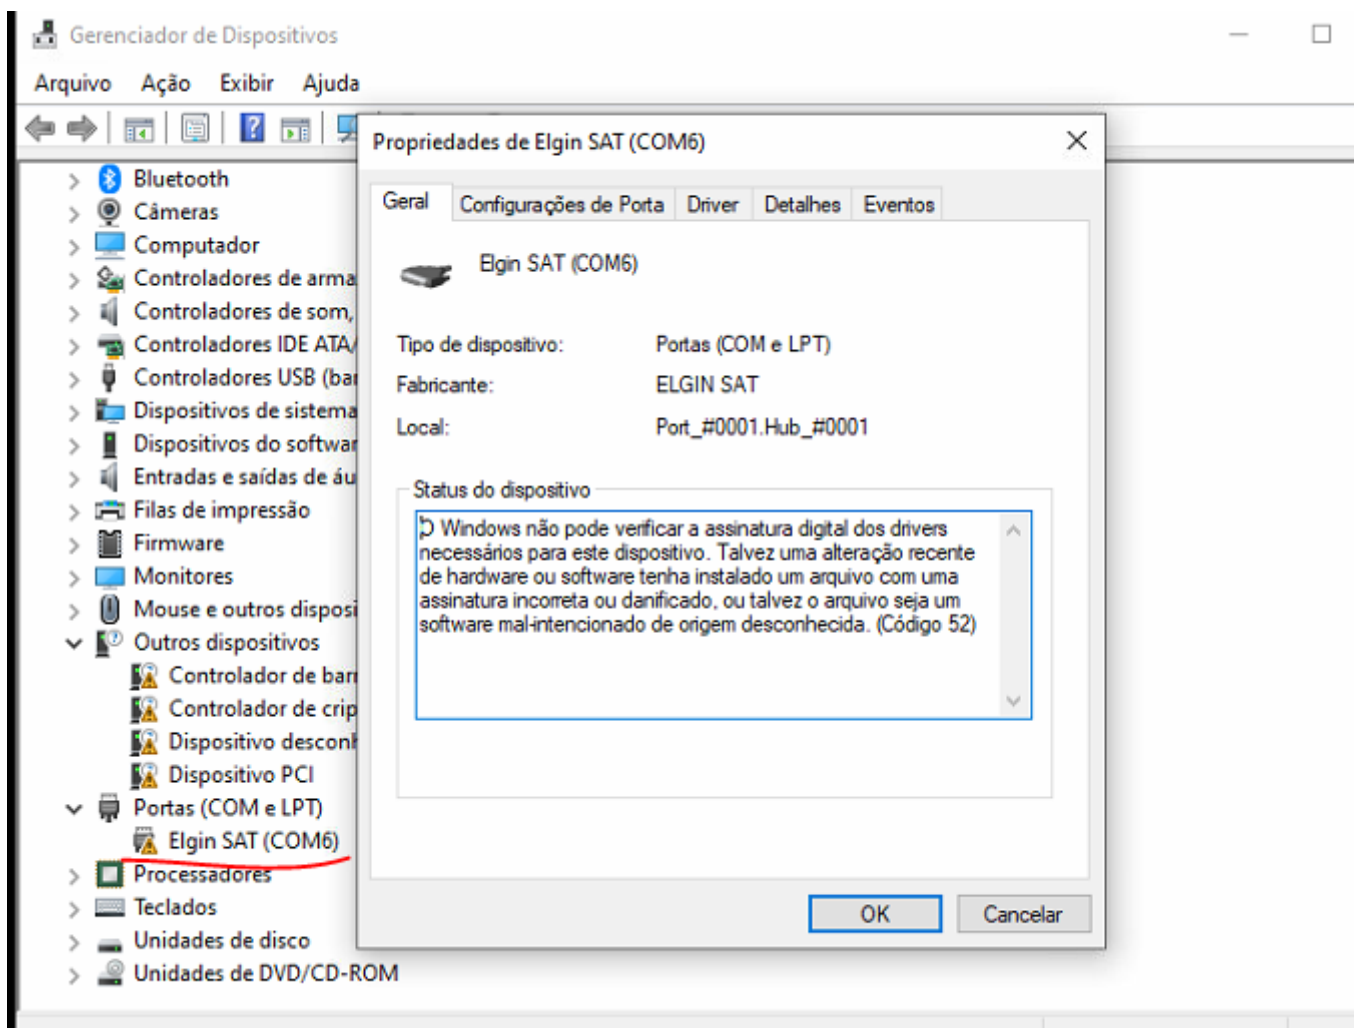 Gerenciador de Dispositivos
Arquivo Ação Exibir Ajuda
Bluetooth
Câmeras
Computador
Controladores de arma
Controladores de som,
Controladores IDE ATA/
Controladores USB (bar
Dispositivos de sistema
Dispositivos do softwar
Entradas e saídas de áu
Filas de impressão
Firmware
Monitores
Mouse e outros disposi
Outros dispositivos
Controlador de barr
Controlador de crip
Dispositivo desconh
Dispositivo PCI
Portas (COM e LPT)
Elgin SAT (COM6)
Processadores
Teclados
Unidades de disco
Unidades de DVD/CD-ROM
Propriedades de Elgin SAT (COM6)
Geral Configurações de Porta Driver Detalhes Eventos
Elgin SAT (COM6)
Tipo de dispositivo: Portas (COM e LPT)
Fabricante: ELGIN SAT
Local: Port_#0001.Hub_#0001
Status do dispositivo
O Windows não pode verificar a assinatura digital dos drivers
necessários para este dispositivo. Talvez uma alteração recente
de hardware ou software tenha instalado um arquivo com uma
assinatura incorreta ou danificado, ou talvez o arquivo seja um
software mal-intencionado de origem desconhecida. (Código 52)
OK Cancelar